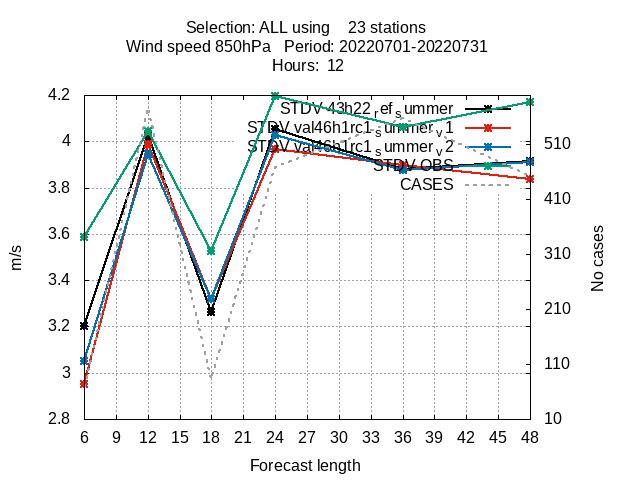 Selection: ALL using 23 stations
Wind speed 850hPa Period: 20220701-20220731
Hours: 12
4.2
4
3.8
3.6
3.4
3.2
3
2.8
m/s
STDV 43h22ref_summer
STDV val46h1rc1_summer_v1
STDV val46h1rc1_summer_v2
STDV OBS
CASES
510
410
310
210
110
10
No cases
6 9 12 15 18 21 24 27 30 33 36 39 42 45 48
Forecast length